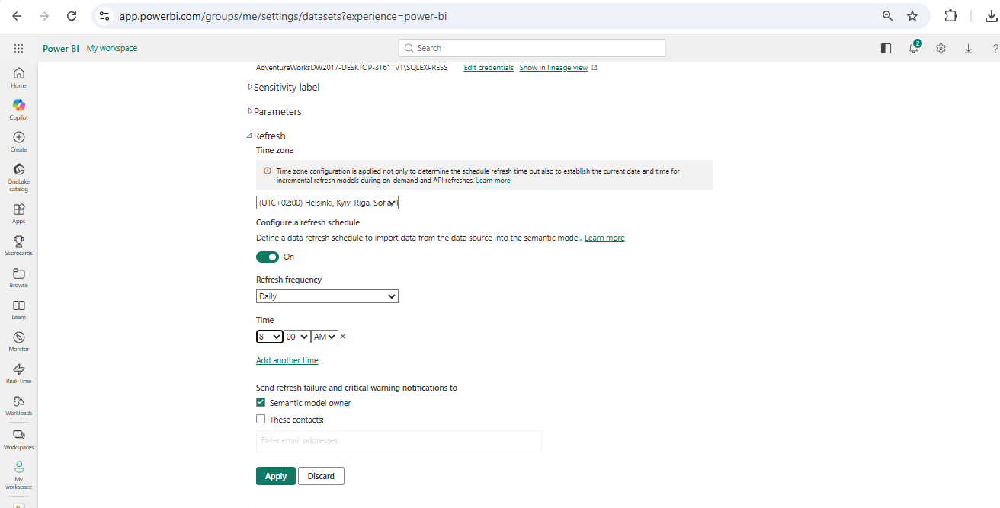 app.powerbi.com/groups/me/settings/datasets?experience=power-bi
Power BI My workspace
Search
2
?
Home
Copilot
Create
OneLake
catalog
Apps
Scorecards
Browse
Learn
Monitor
Real-Time
Workloads
Workspaces
My
workspace
AdventureWorksDW2017-DESKTOP-3T61TVT\SQLEXPRESS Edit credentials Show in lineage view
Sensitivity label
Parameters
Refresh
Time zone
Time zone configuration is applied not only to determine the schedule refresh time but also to establish the current date and time for
incremental refresh models during on-demand and API refreshes. Learn more
(UTC+02:00) Helsinki, Kyiv, Riga, Sofia,
Configure a refresh schedule
Define a data refresh schedule to import data from the data source into the semantic model. Learn more
On
Refresh frequency
Daily
Time
8 00 AM
Add another time
Send refresh failure and critical warning notifications to
Semantic model owner
These contacts:
Enter email addresses
Apply Discard